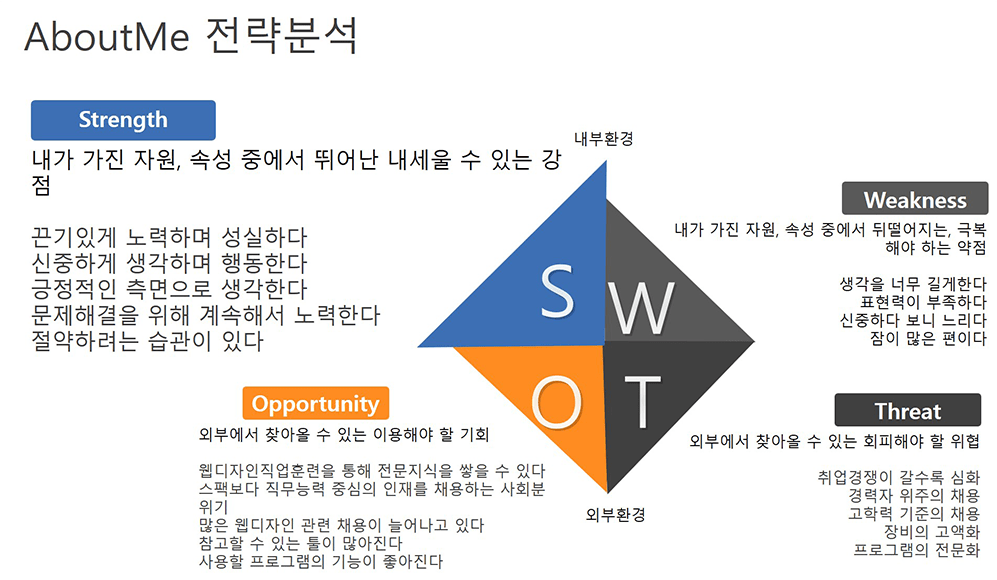 AboutMe 전략분석
Strength
내가 가진 자원, 속성 중에서 뛰어난 내세울 수 있는 강
점
끈기있게 노력하며 성실하다
신중하게 생각하며 행동한다
긍정적인 측면으로 생각한다
문제해결을 위해 계속해서 노력한다
절약하려는 습관이 있다
내부환경
Weakness
내가 가진 자원, 속성 중에서 뒤떨어지는, 극복
해야 하는 약점
생각을 너무 길게한다
표현력이 부족하다
신중하다 보니 느리다
잠이 많은 편이다
S
W
O
T
Opportunity
외부에서 찾아올 수 있는 이용해야 할 기회
웹디자인직업훈련을 통해 전문지식을 쌓을 수 있다
스팩보다 직무능력 중심의 인재를 채용하는 사회분
위기
많은 웹디자인 관련 채용이 늘어나고 있다
참고할 수 있는 툴이 많아진다
사용할 프로그램의 기능이 좋아진다
Threat
외부에서 찾아올 수 있는 회피해야 할 위협
취업경쟁이 갈수록 심화
경력자 위주의 채용
고학력 기준의 채용
장비의 고액화
프로그램의 전문화
외부환경